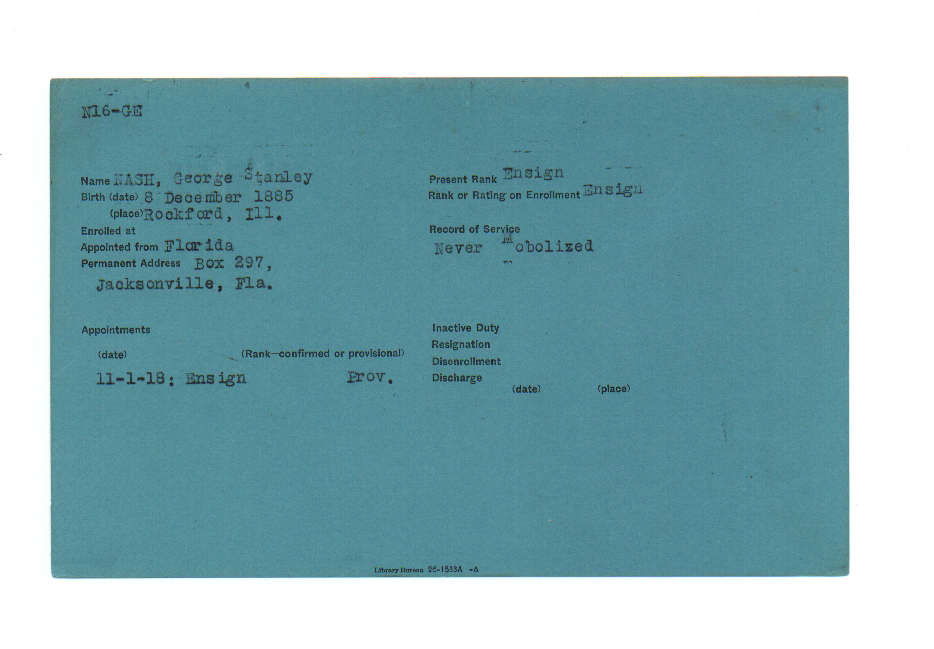 N16-GE
Name NASH, George Stanley
Birth (date) 8 December 1885
(place) Rockford, Ill.
Enrolled at
Appointed from Florida
Permanent Address Box 297,
Jacksonville, Fla.
Present Rank Ensign
Rank or Rating on Enrollment Ensign
Record of Service
Never Mobolized
Appointments
(date) (Rank—confirmed or provisional)
11-1-18: Ensign Prov.
Inactive Duty
Resignation
Disenrollment
Discharge
(date) (place)
Library Bureau 26-1533A -A